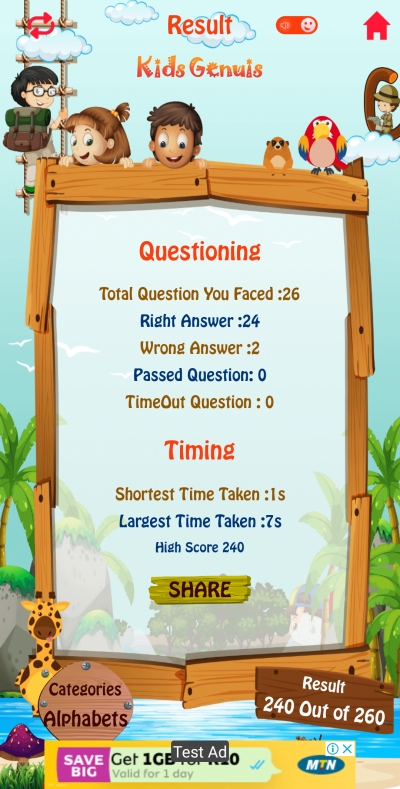 Result
Kids Genuis
Questioning
Total Question You Faced :26
Right Answer :24
Wrong Answer :2
Passed Question: 0
TimeOut Question : 0
Timing
Shortest Time Taken :1s
Largest Time Taken :7s
High Score 240
SHARE
Categories
Alphabets
Result
240 Out of 260
SAVE BIG
Get 1GB
Test Ad
Valid for 1 day
MTN